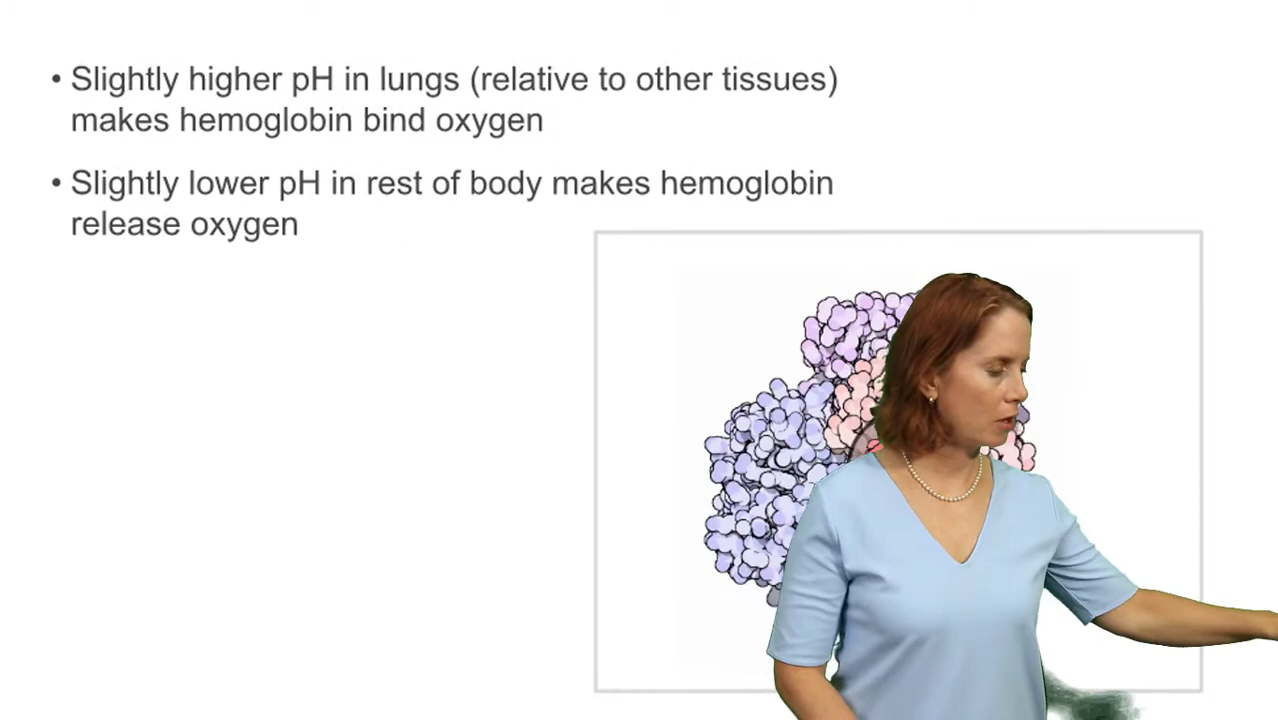 • Slightly higher pH in lungs (relative to other tissues)
makes hemoglobin bind oxygen
• Slightly lower pH in rest of body makes hemoglobin
release oxygen